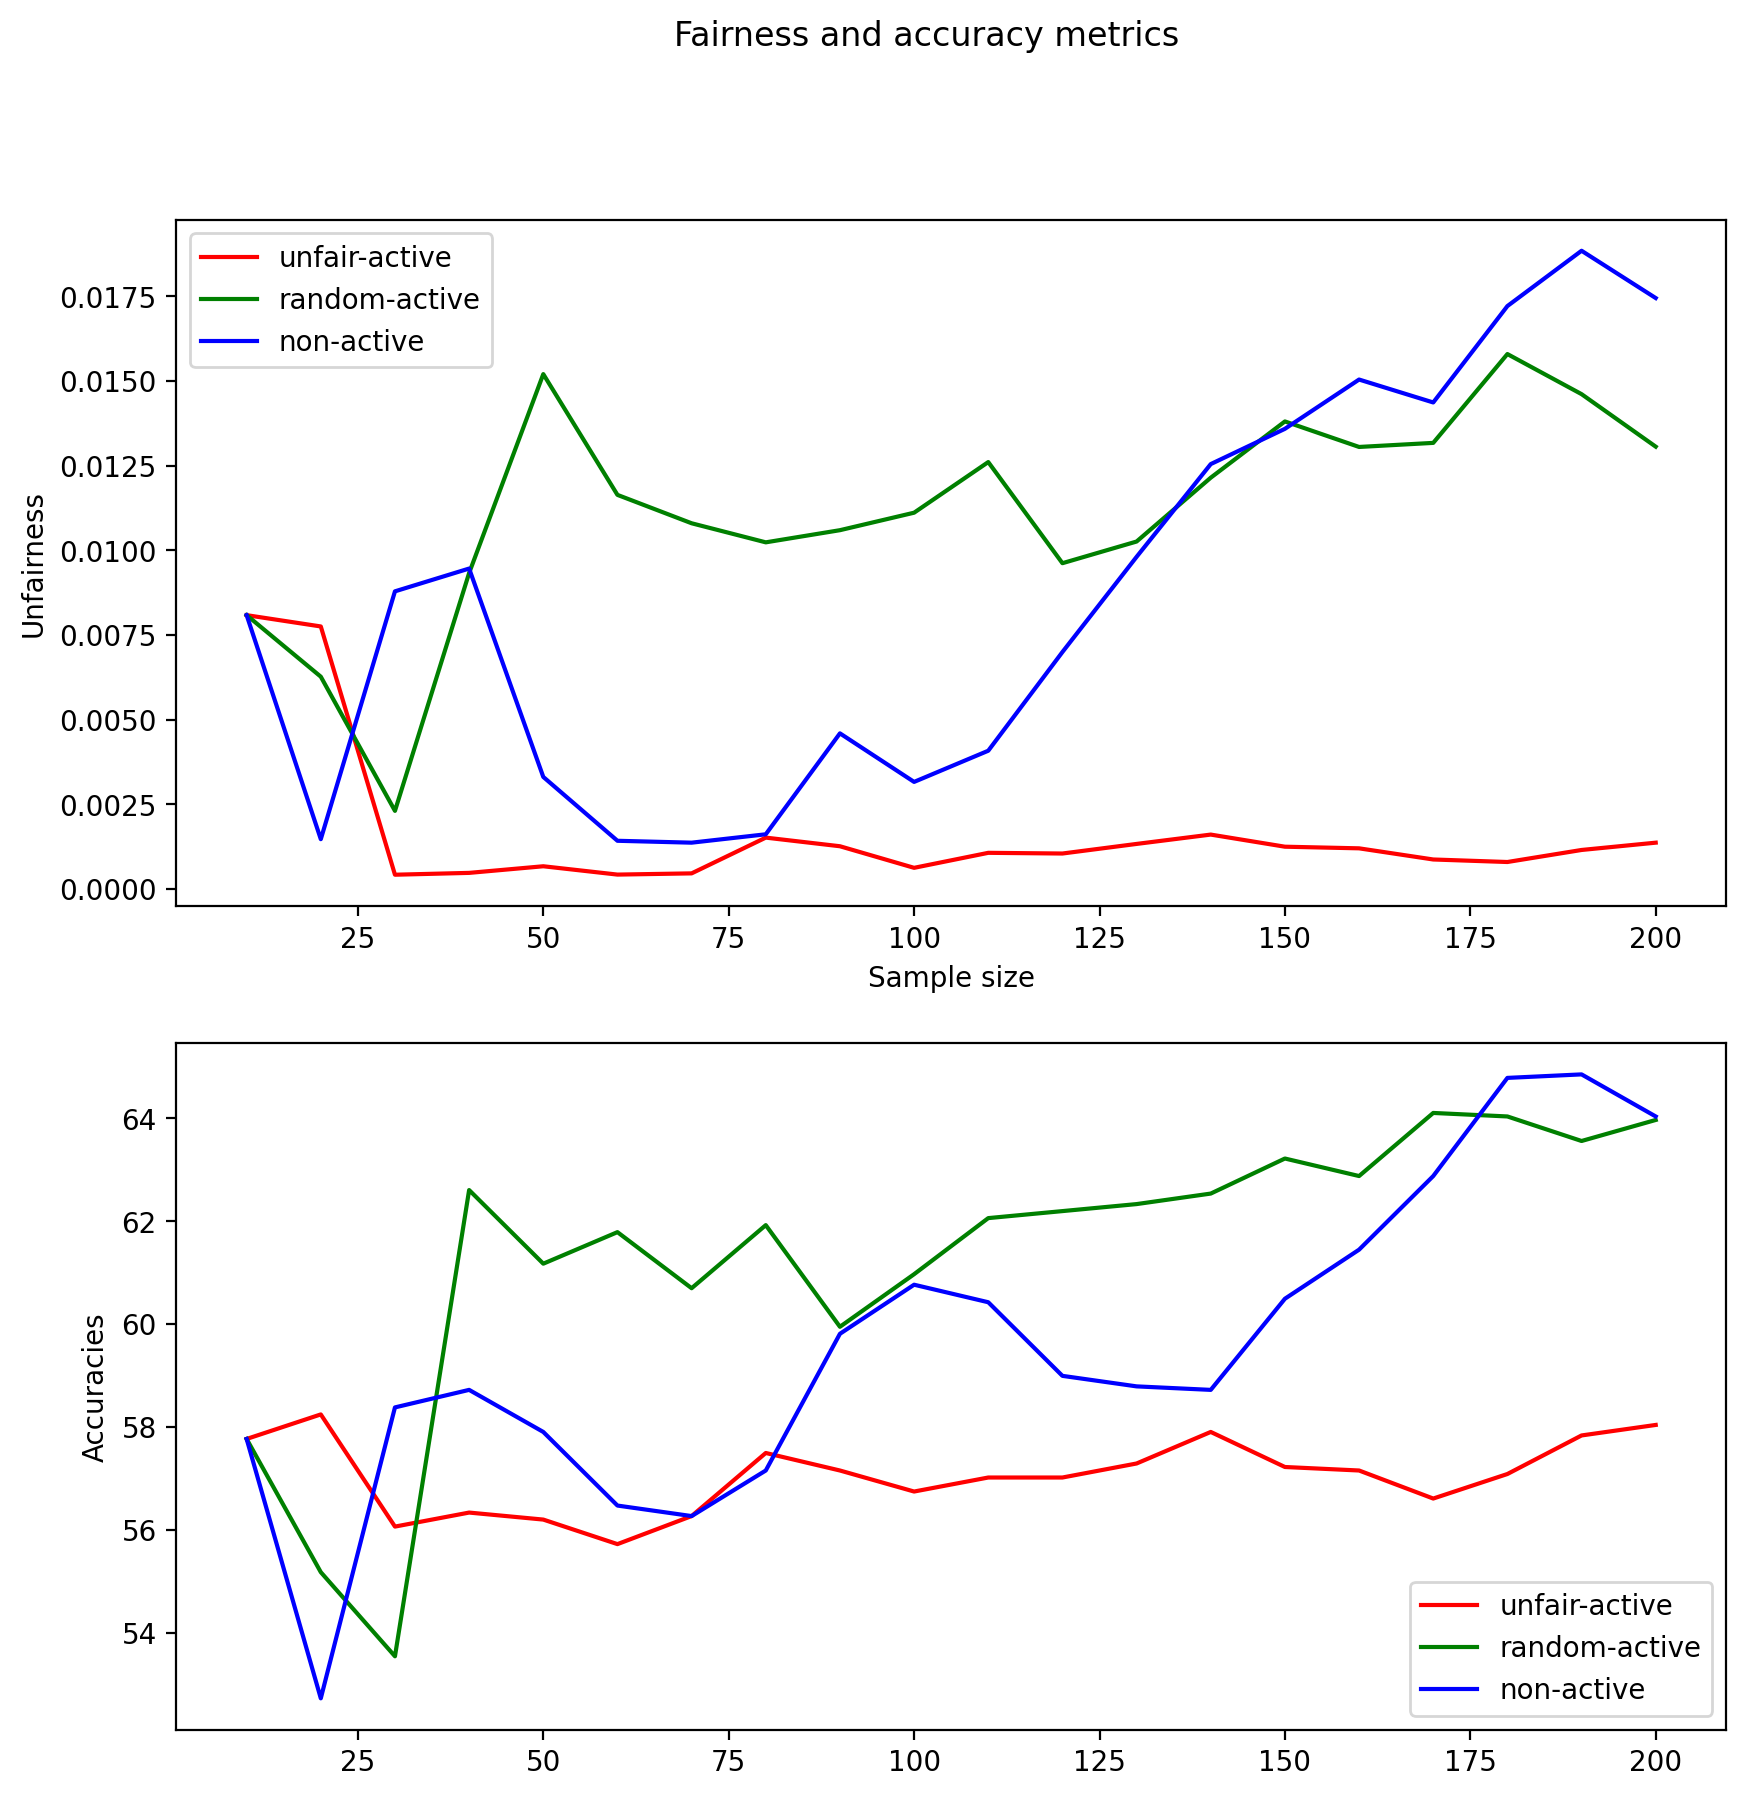 Fairness and accuracy metrics
unfair-active
random-active
non-active
0.0175
0.0150
0.0125
0.0100
0.0075
0.0050
0.0025
0.0000
Unfairness
25 50 75 100 125 150 175 200
Sample size
64
62
60
58
56
54
Accuracies
unfair-active
random-active
non-active
25 50 75 100 125 150 175 200